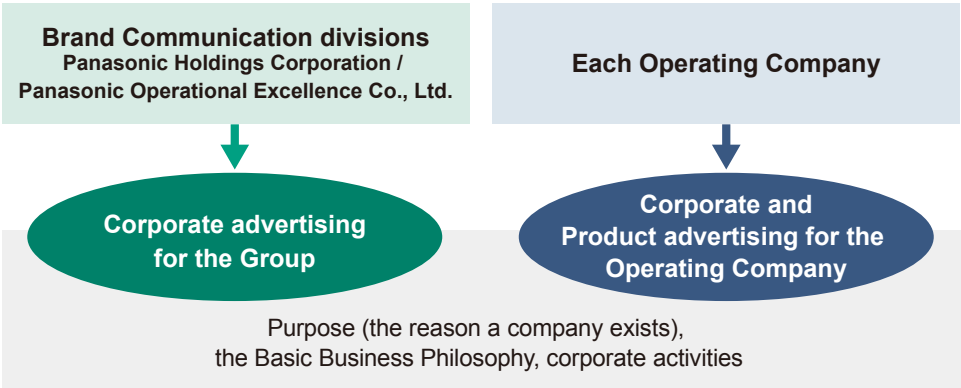 Brand Communication divisions
Panasonic Holdings Corporation /
Panasonic Operational Excellence Co., Ltd.
Each Operating Company
Corporate advertising
for the Group
Corporate and
Product advertising for the
Operating Company
Purpose (the reason a company exists),
the Basic Business Philosophy, corporate activities